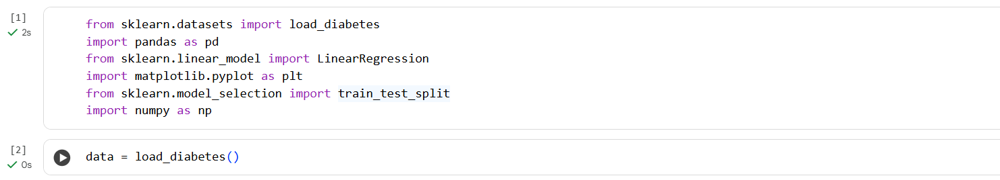 [1]
2s
from sklearn.datasets import load_diabetes
import pandas as pd
from sklearn.linear_model import LinearRegression
import matplotlib.pyplot as plt
from sklearn.model_selection import train_test_split
import numpy as np
[2]
0s
data = load_diabetes()